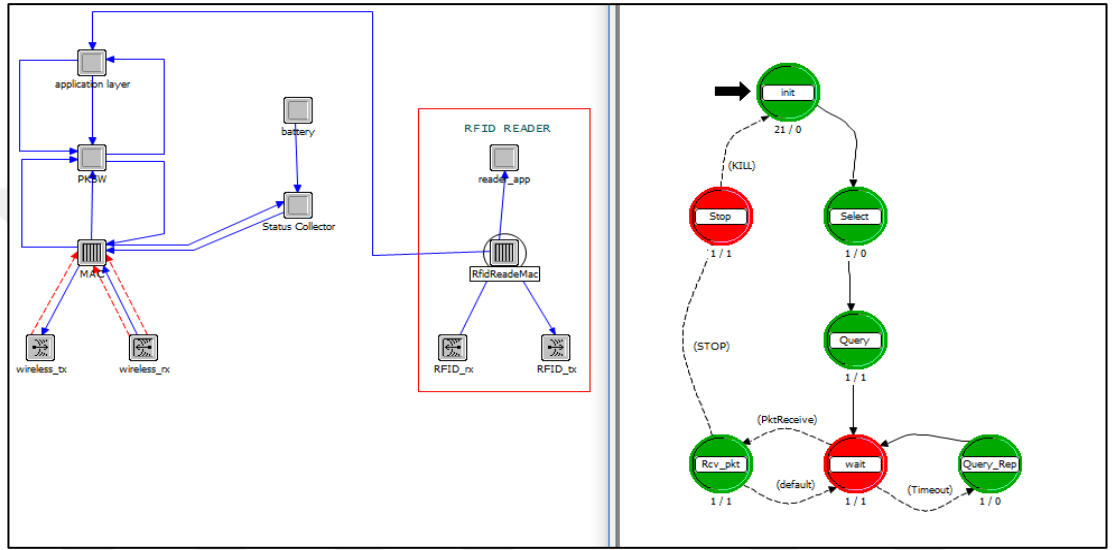 application layer
PKSW
battery
Status Collector
MAC
wireless_tx
wireless_rx
RFID READER
reader_app
RfidReadeMac
RFID_rx
RFID_tx
init
21 / 0
(KILL)
Stop
1 / 1
Select
1 / 0
Query
1 / 1
(STOP)
(PktReceive)
Rcv_pkt
1 / 1
(default)
wait
1 / 1
(Timeout)
Query_Rep
1 / 0